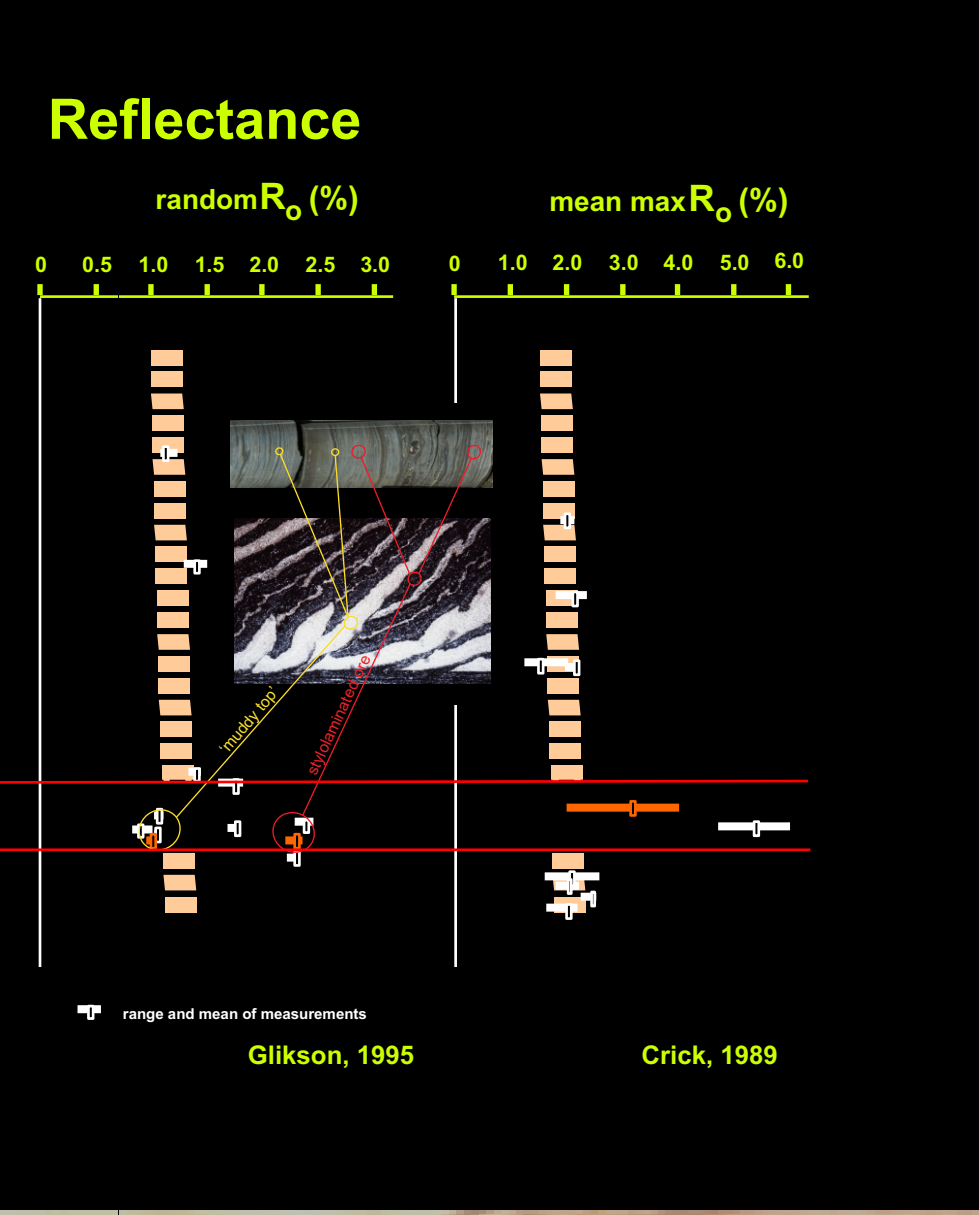 Reflectance
random Ro (%)
mean max Ro (%)
0 0.5 1.0 1.5 2.0 2.5 3.0
0 1.0 2.0 3.0 4.0 5.0 6.0
‘muddy top’
stylolaminated ore
range and mean of measurements
Glikson, 1995
Crick, 1989